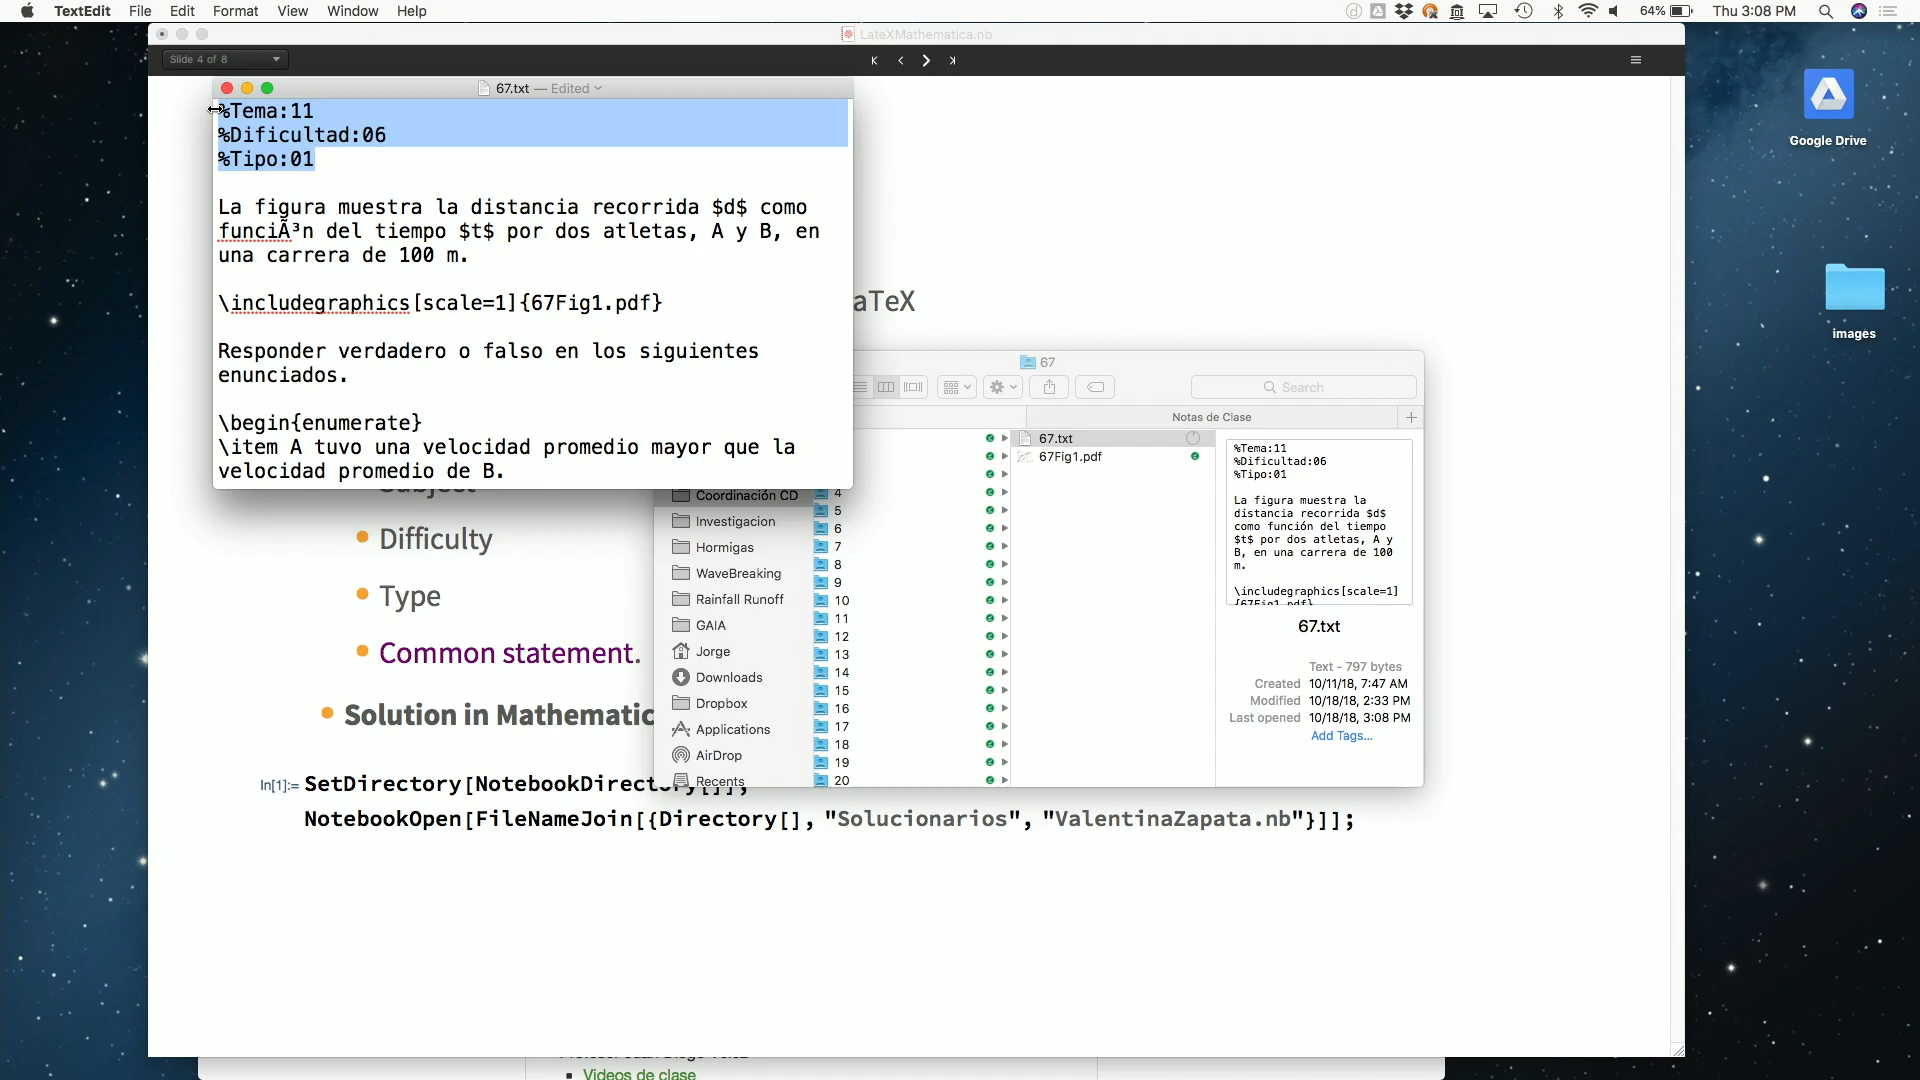 TextEdit File Edit Format View Window Help
64% Thu 3:08 PM
LateXMathematica.nb
Slide 4 of 8
67.txt — Edited
%Tema:11
%Dificultad:06
%Tipo:01
La figura muestra la distancia recorrida $d$ como
funciÃ³n del tiempo $t$ por dos atletas, A y B, en
una carrera de 100 m.
\includegraphics[scale=1]{67Fig1.pdf}
Responder verdadero o falso en los siguientes
enunciados.
\begin{enumerate}
\item A tuvo una velocidad promedio mayor que la
velocidad promedio de B.
aTeX
Subject
Difficulty
Type
Common statement.
Solution in Mathematic
In[1]:= SetDirectory[NotebookDirectory[]];
NotebookOpen[FileNameJoin[{Directory[], "Solucionarios", "ValentinaZapata.nb"}]];
67
Search
Notas de Clase
Coordinación CD
Investigacion
Hormigas
WaveBreaking
Rainfall Runoff
GAIA
Jorge
Downloads
Dropbox
Applications
AirDrop
Recents
4
5
6
7
8
9
10
11
12
13
14
15
16
17
18
19
20
67.txt
67Fig1.pdf
%Tema:11
%Dificultad:06
%Tipo:01
La figura muestra la
distancia recorrida $d$
como función del tiempo
$t$ por dos atletas, A y
B, en una carrera de 100
m.
\includegraphics[scale=1]
{67Fig1.pdf}
67.txt
Text - 797 bytes
Created 10/11/18, 7:47 AM
Modified 10/18/18, 2:33 PM
Last opened 10/18/18, 3:08 PM
Add Tags...
Google Drive
images
Videos de clase